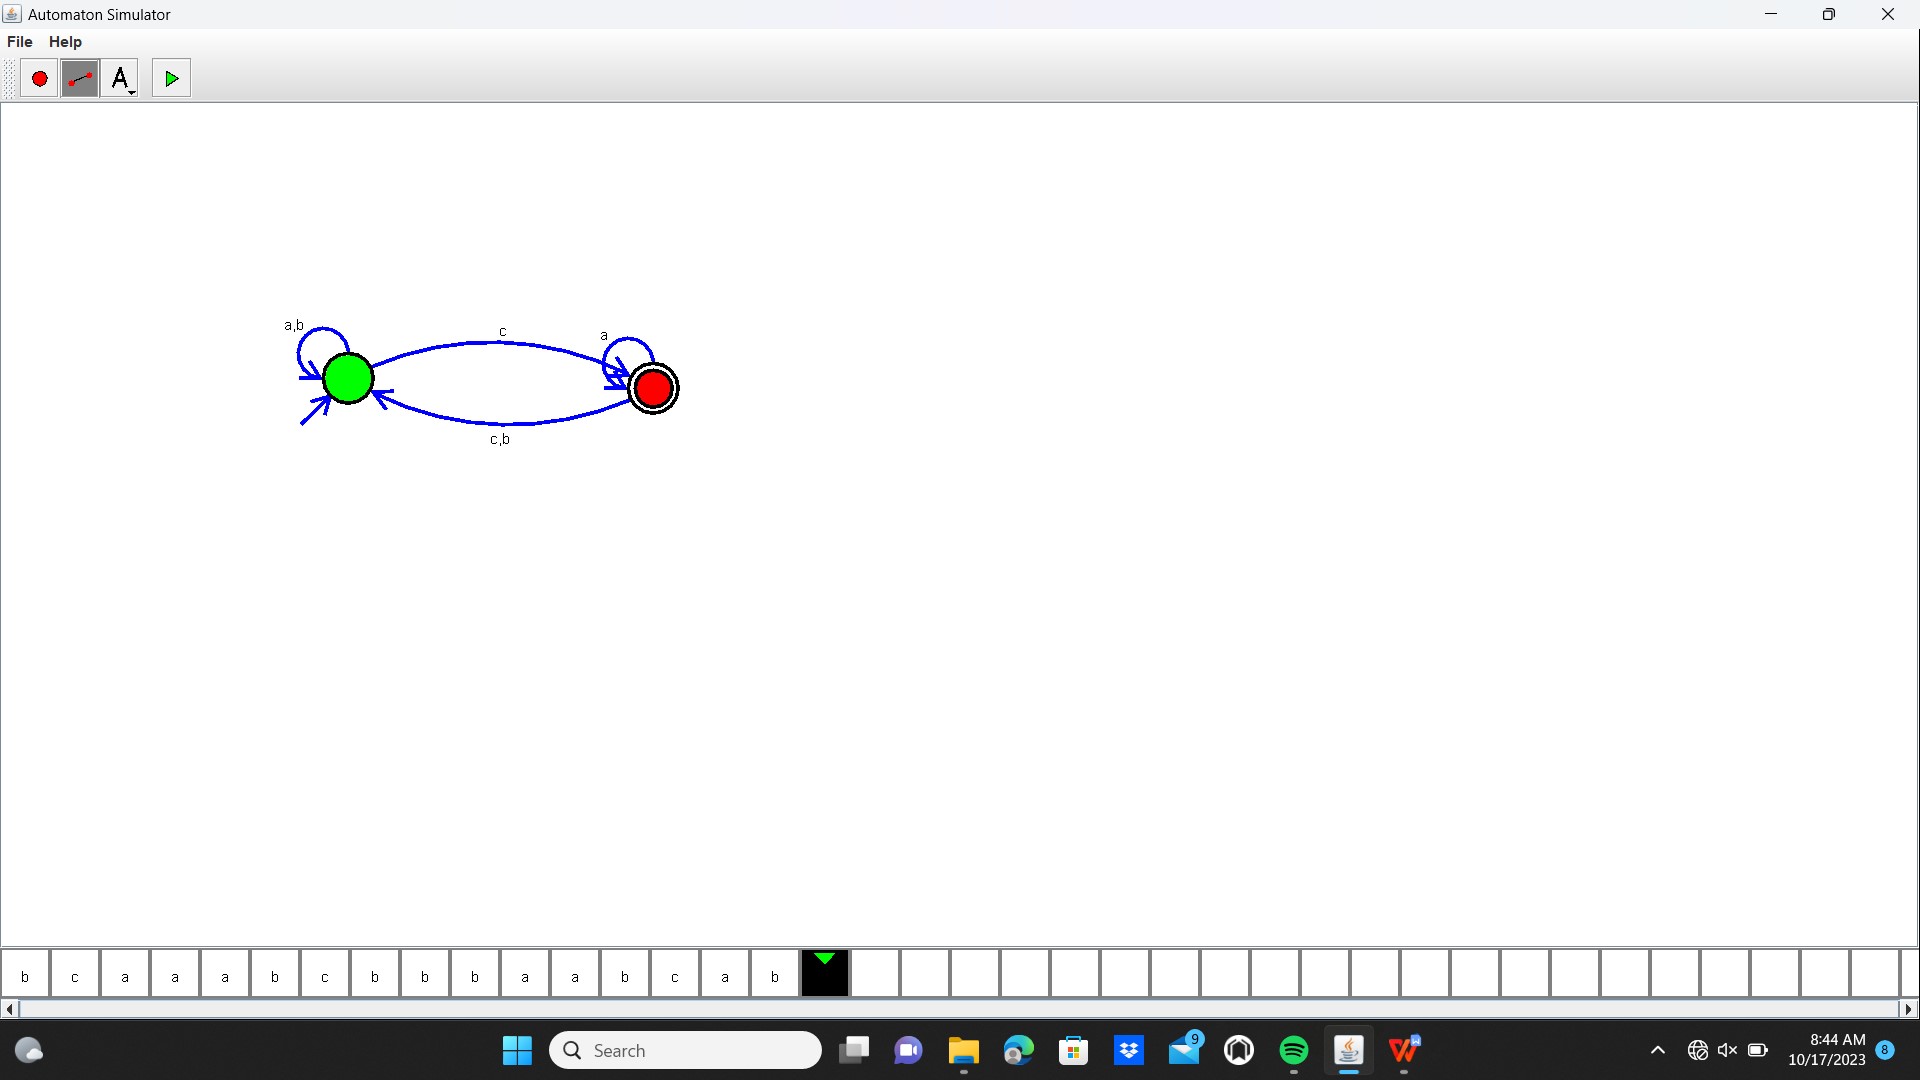 Automaton Simulator
File Help
A
a,b
c
a
c,b
b c a a a b c b b b a a b c a b
Search
9
8:44 AM
10/17/2023
8